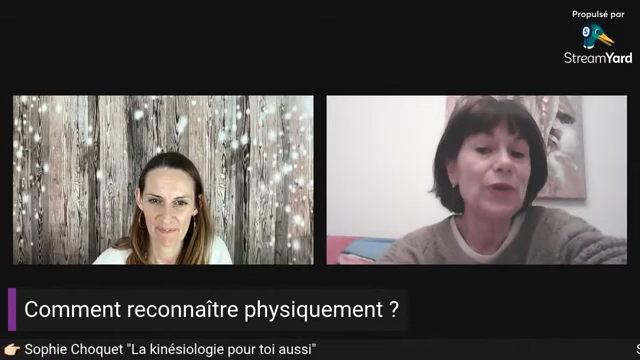 Propulsé par
StreamYard
Comment reconnaître physiquement ?
Sophie Choquet "La kinésiologie pour toi aussi"